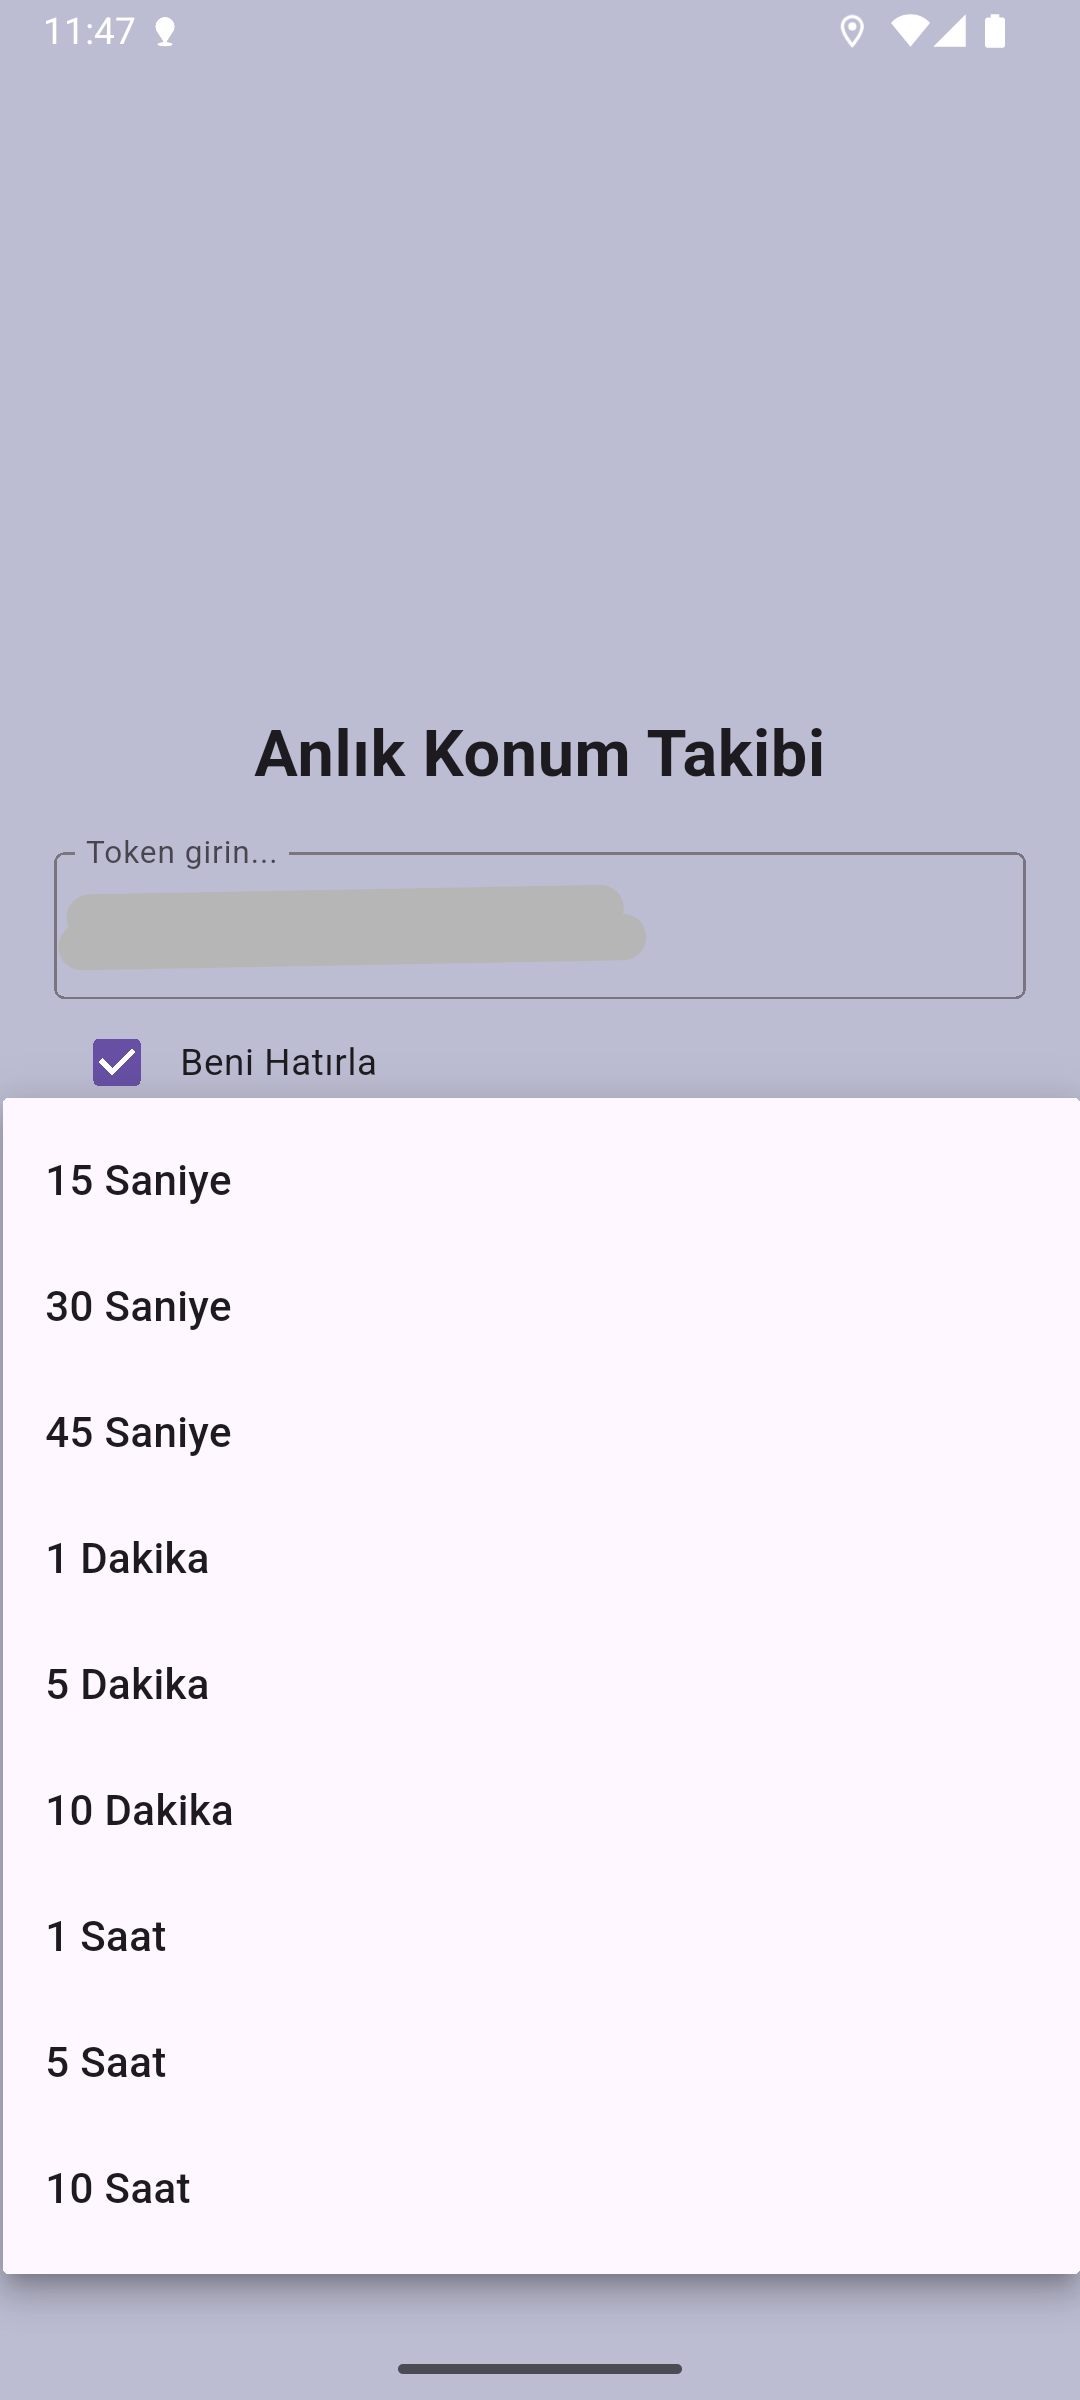 11:47
Anlık Konum Takibi
Token girin...
Beni Hatırla
15 Saniye
30 Saniye
45 Saniye
1 Dakika
5 Dakika
10 Dakika
1 Saat
5 Saat
10 Saat